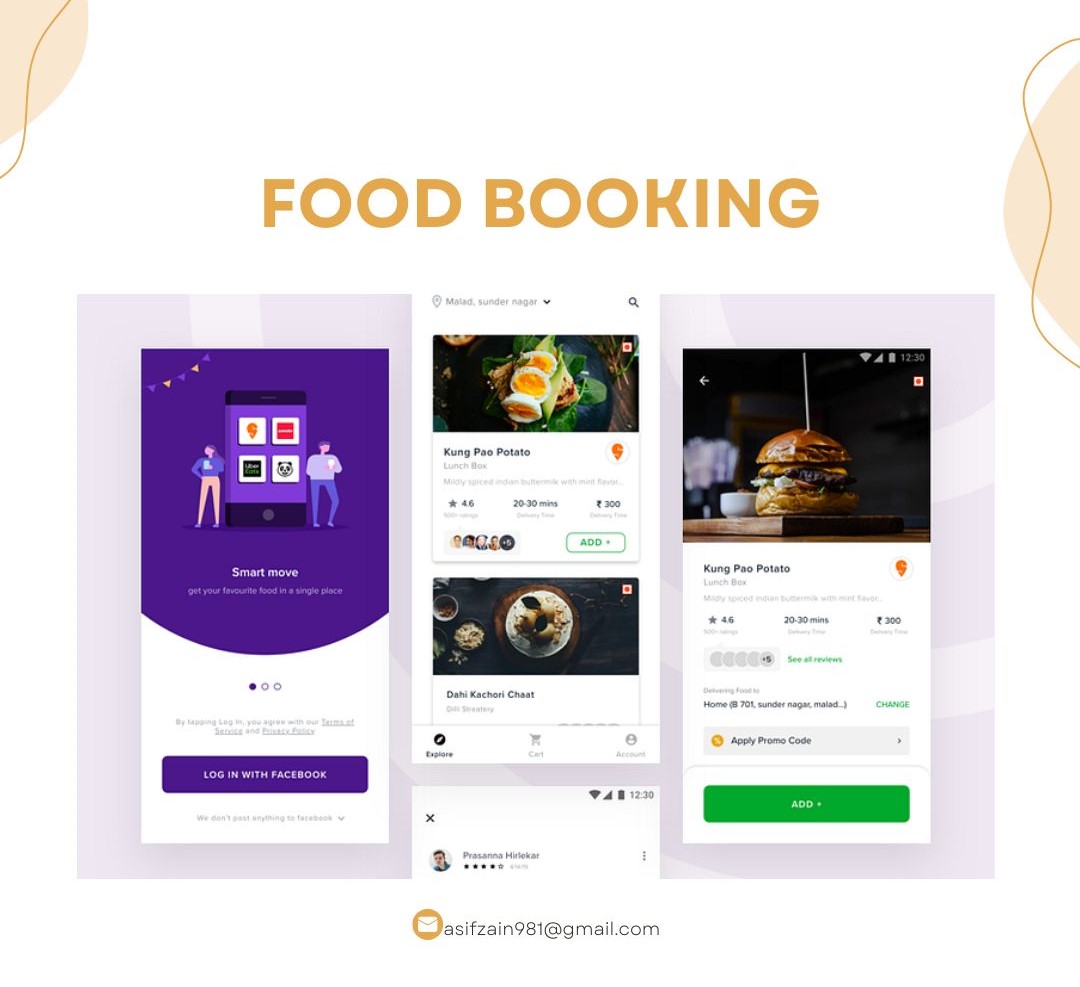 FOOD BOOKING
Smart move
get your favourite food in a single place
Uber
Eats
zomato
By tapping Log In, you agree with our Terms of
Service and Privacy Policy
LOG IN WITH FACEBOOK
We don't post anything to facebook
Malad, sunder nagar
Kung Pao Potato
Lunch Box
Mildly spiced indian buttermilk with mint flavor...
4.6 20-30 mins ₹ 300
500+ ratings Delivery Time Delivery Time
+5 ADD +
Dahi Kachori Chaat
Dilli Streatery
Explore Cart Account
12:30
Prasanna Hirlekar
12:30
Kung Pao Potato
Lunch Box
Mildly spiced indian buttermilk with mint flavor..
4.6 20-30 mins ₹ 300
500+ ratings Delivery Time Delivery Time
+5 See all reviews
Delivering Food to
Home (B 701, sunder nagar, malad...) CHANGE
Apply Promo Code
ADD +
asifzain981@gmail.com